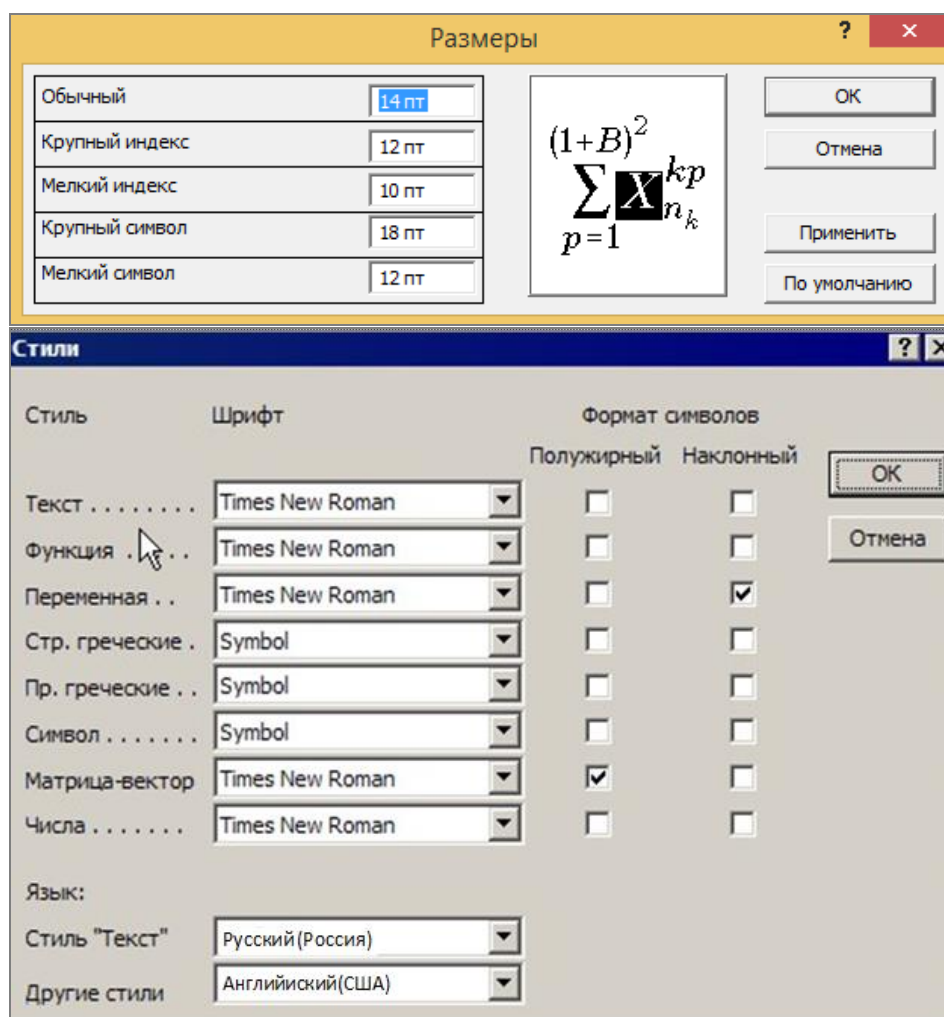 Размеры ? ×
Обычный 14 пт
Крупный индекс 12 пт
Мелкий индекс 10 пт
Крупный символ 18 пт
Мелкий символ 12 пт
(1+B)²
∑ X kp
n k
p=1
OK
Отмена
Применить
По умолчанию
Стили ?
Стиль Шрифт Формат символов
Полужирный Наклонный
OK
Отмена
Текст . . . . . . . . Times New Roman
Функция . . . . Times New Roman
Переменная . . Times New Roman
Стр. греческие . Symbol
Пр. греческие . . Symbol
Символ . . . . . . . Symbol
Матрица-вектор Times New Roman
Числа . . . . . . . Times New Roman
Язык:
Стиль "Текст" Русский(Россия)
Другие стили Английиский(США)